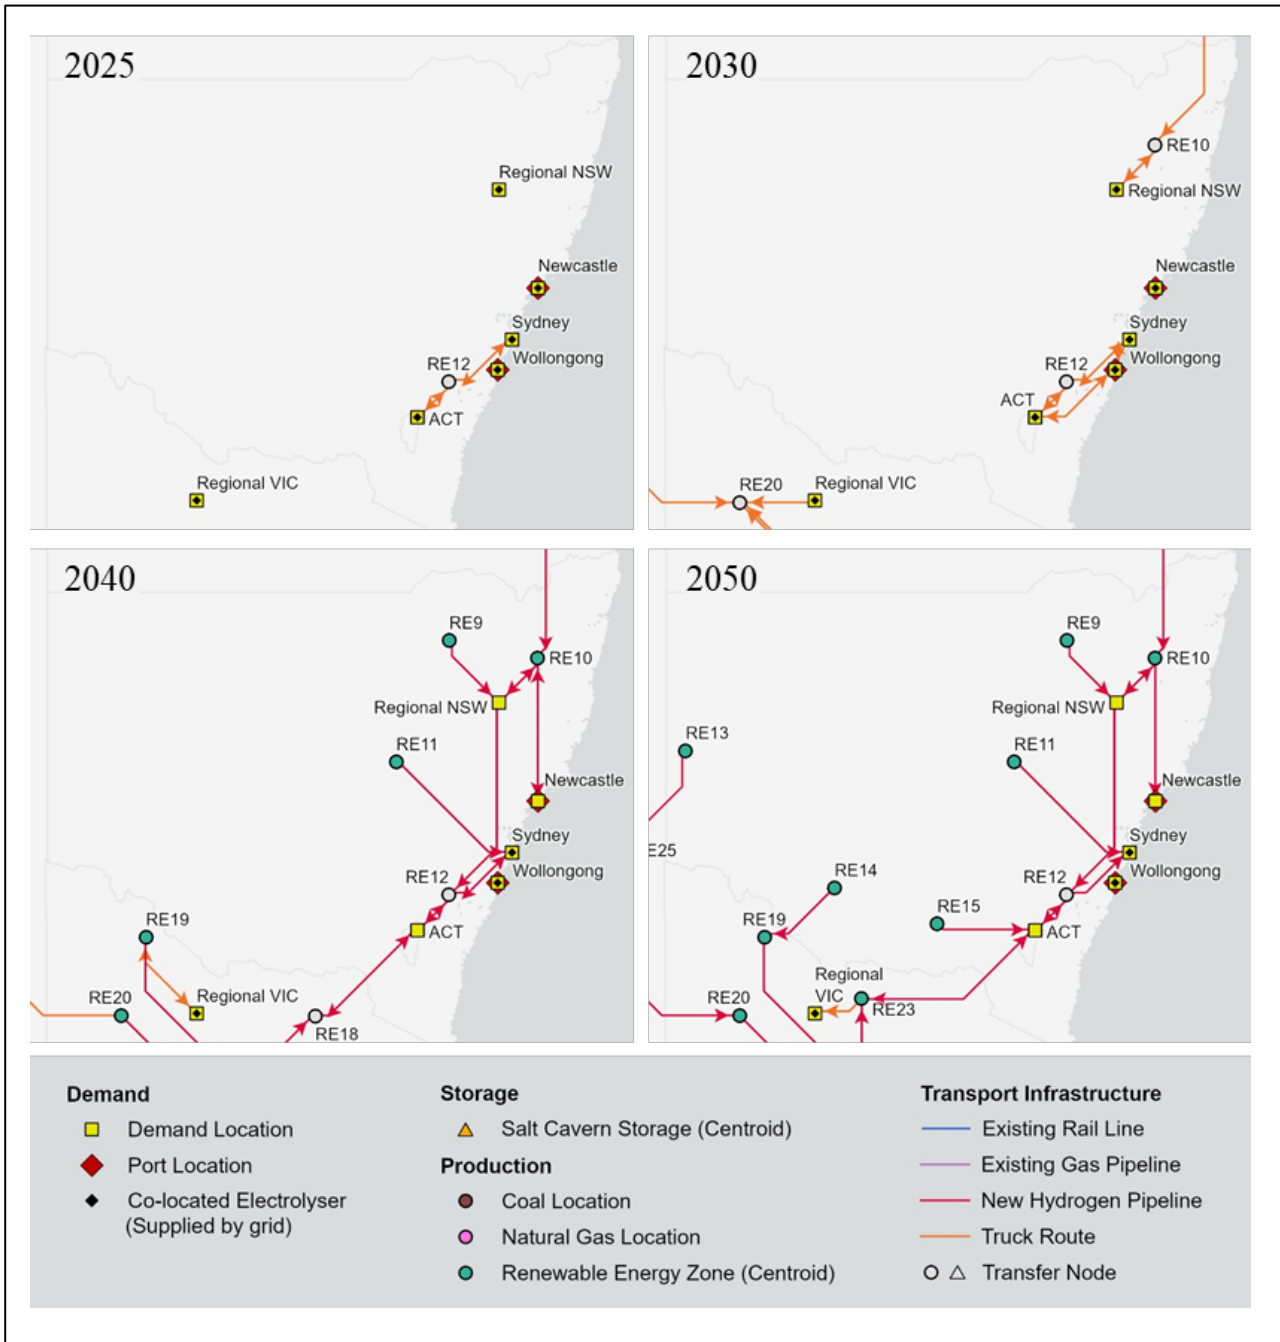 2025
Regional NSW
Newcastle
Sydney
Wollongong
RE12
ACT
Regional VIC
2030
RE10
Regional NSW
Newcastle
Sydney
Wollongong
RE12
ACT
RE20
Regional VIC
2040
RE9
RE10
Regional NSW
RE11
Newcastle
Sydney
Wollongong
RE12
ACT
RE19
RE20
Regional VIC
RE18
2050
RE9
RE10
Regional NSW
RE13
RE11
Newcastle
Sydney
E25
Wollongong
RE14
RE12
RE15
RE19
ACT
Regional
VIC
RE20
RE23
Demand
Demand Location
Port Location
Co-located Electrolyser
(Supplied by grid)
Storage
Salt Cavern Storage (Centroid)
Production
Coal Location
Natural Gas Location
Renewable Energy Zone (Centroid)
Transport Infrastructure
Existing Rail Line
Existing Gas Pipeline
New Hydrogen Pipeline
Truck Route
Transfer Node